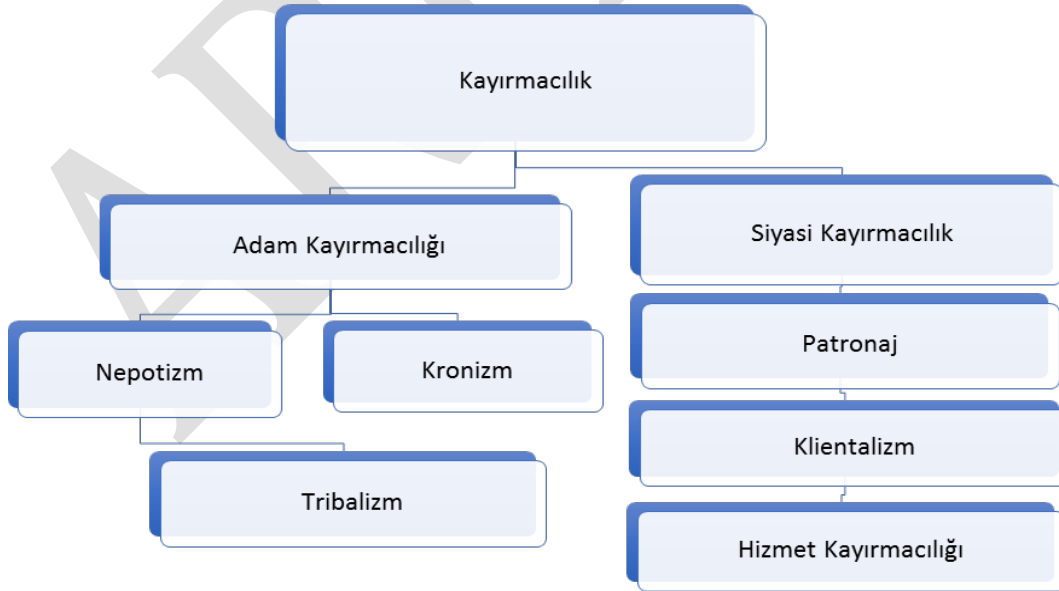 Kayırmacılık
Adam Kayırmacılığı
Siyasi Kayırmacılık
Nepotizm
Kronizm
Patronaj
Klientalizm
Tribalizm
Hizmet Kayırmacılığı